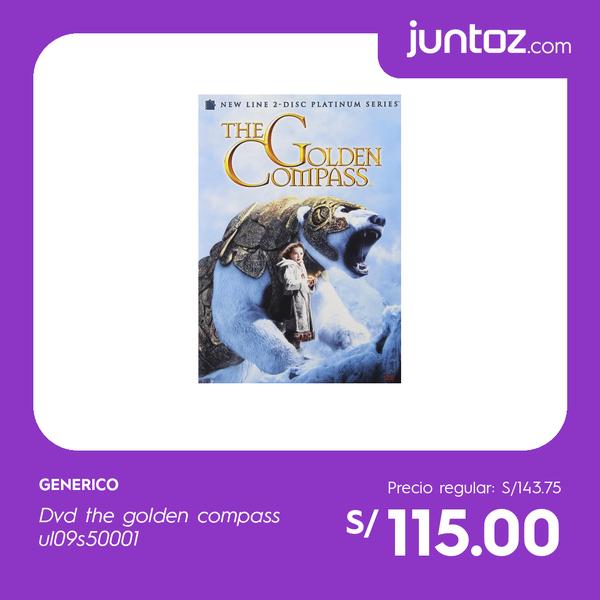 juntoz.com
NEW LINE 2-DISC PLATINUM SERIES
THE GOLDEN
COMPASS
GENERICO
Dvd the golden compass
ul09s50001
Precio regular: S/143.75
S/115.00